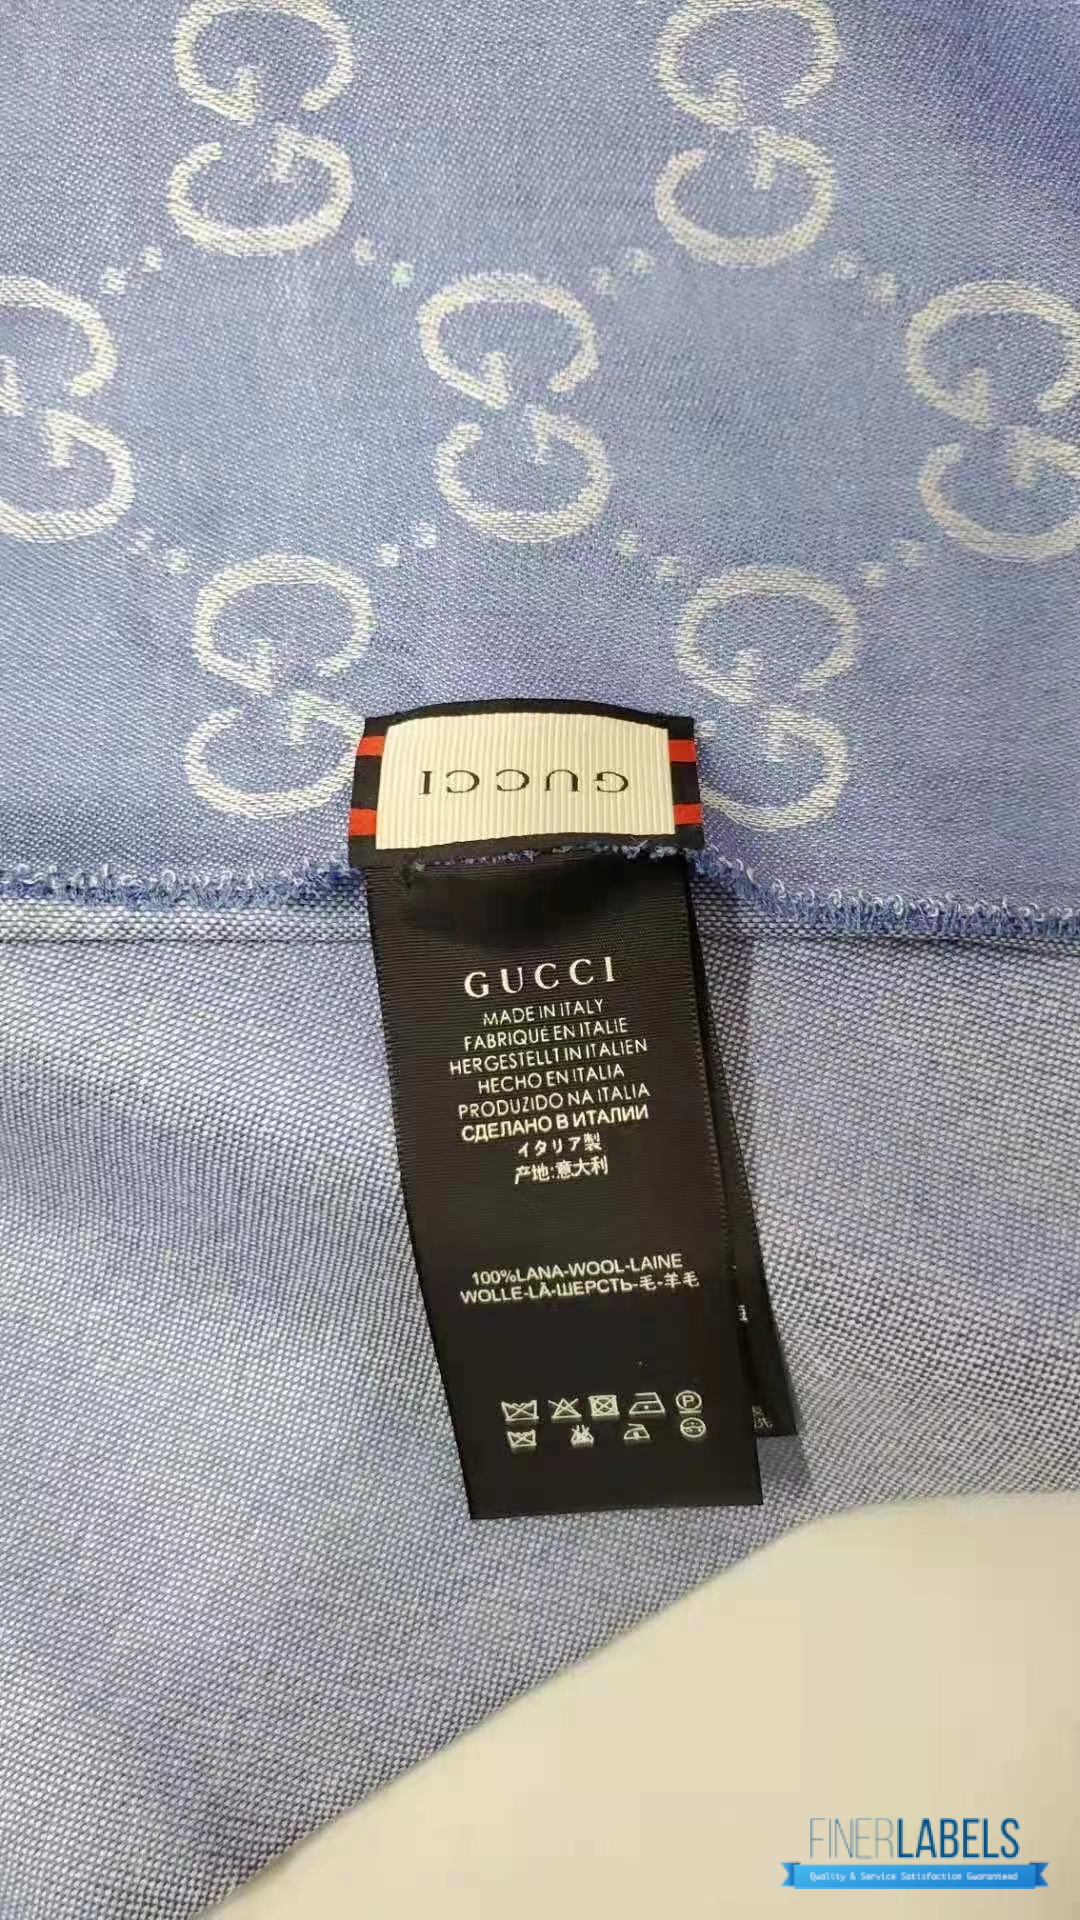 GUCCI
GUCCI
MADE IN ITALY
FABRIQUÉ EN ITALIE
HERGESTELLT IN ITALIEN
HECHO EN ITALIA
PRODUZIDO NA ITALIA
СДЕЛАНО В ИТАЛИИ
イタリア製
产地:意大利
100%LANA-WOOL-LAINE
WOLLE-LÃ-ШЕРСТЬ-毛-羊毛
P
FINERLABELS
Quality & Service Satisfaction Guaranteed